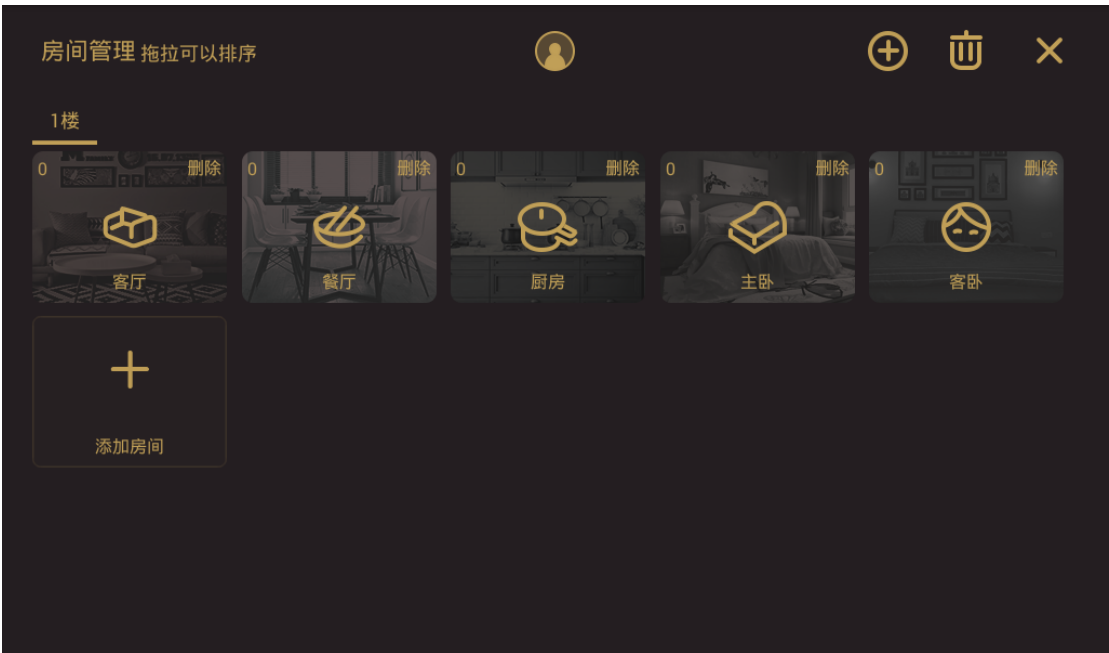 房间管理 拖拉可以排序
1楼
0 删除 0 删除 0 删除 0 删除 0 删除
客厅 餐厅 厨房 主卧 客卧
添加房间